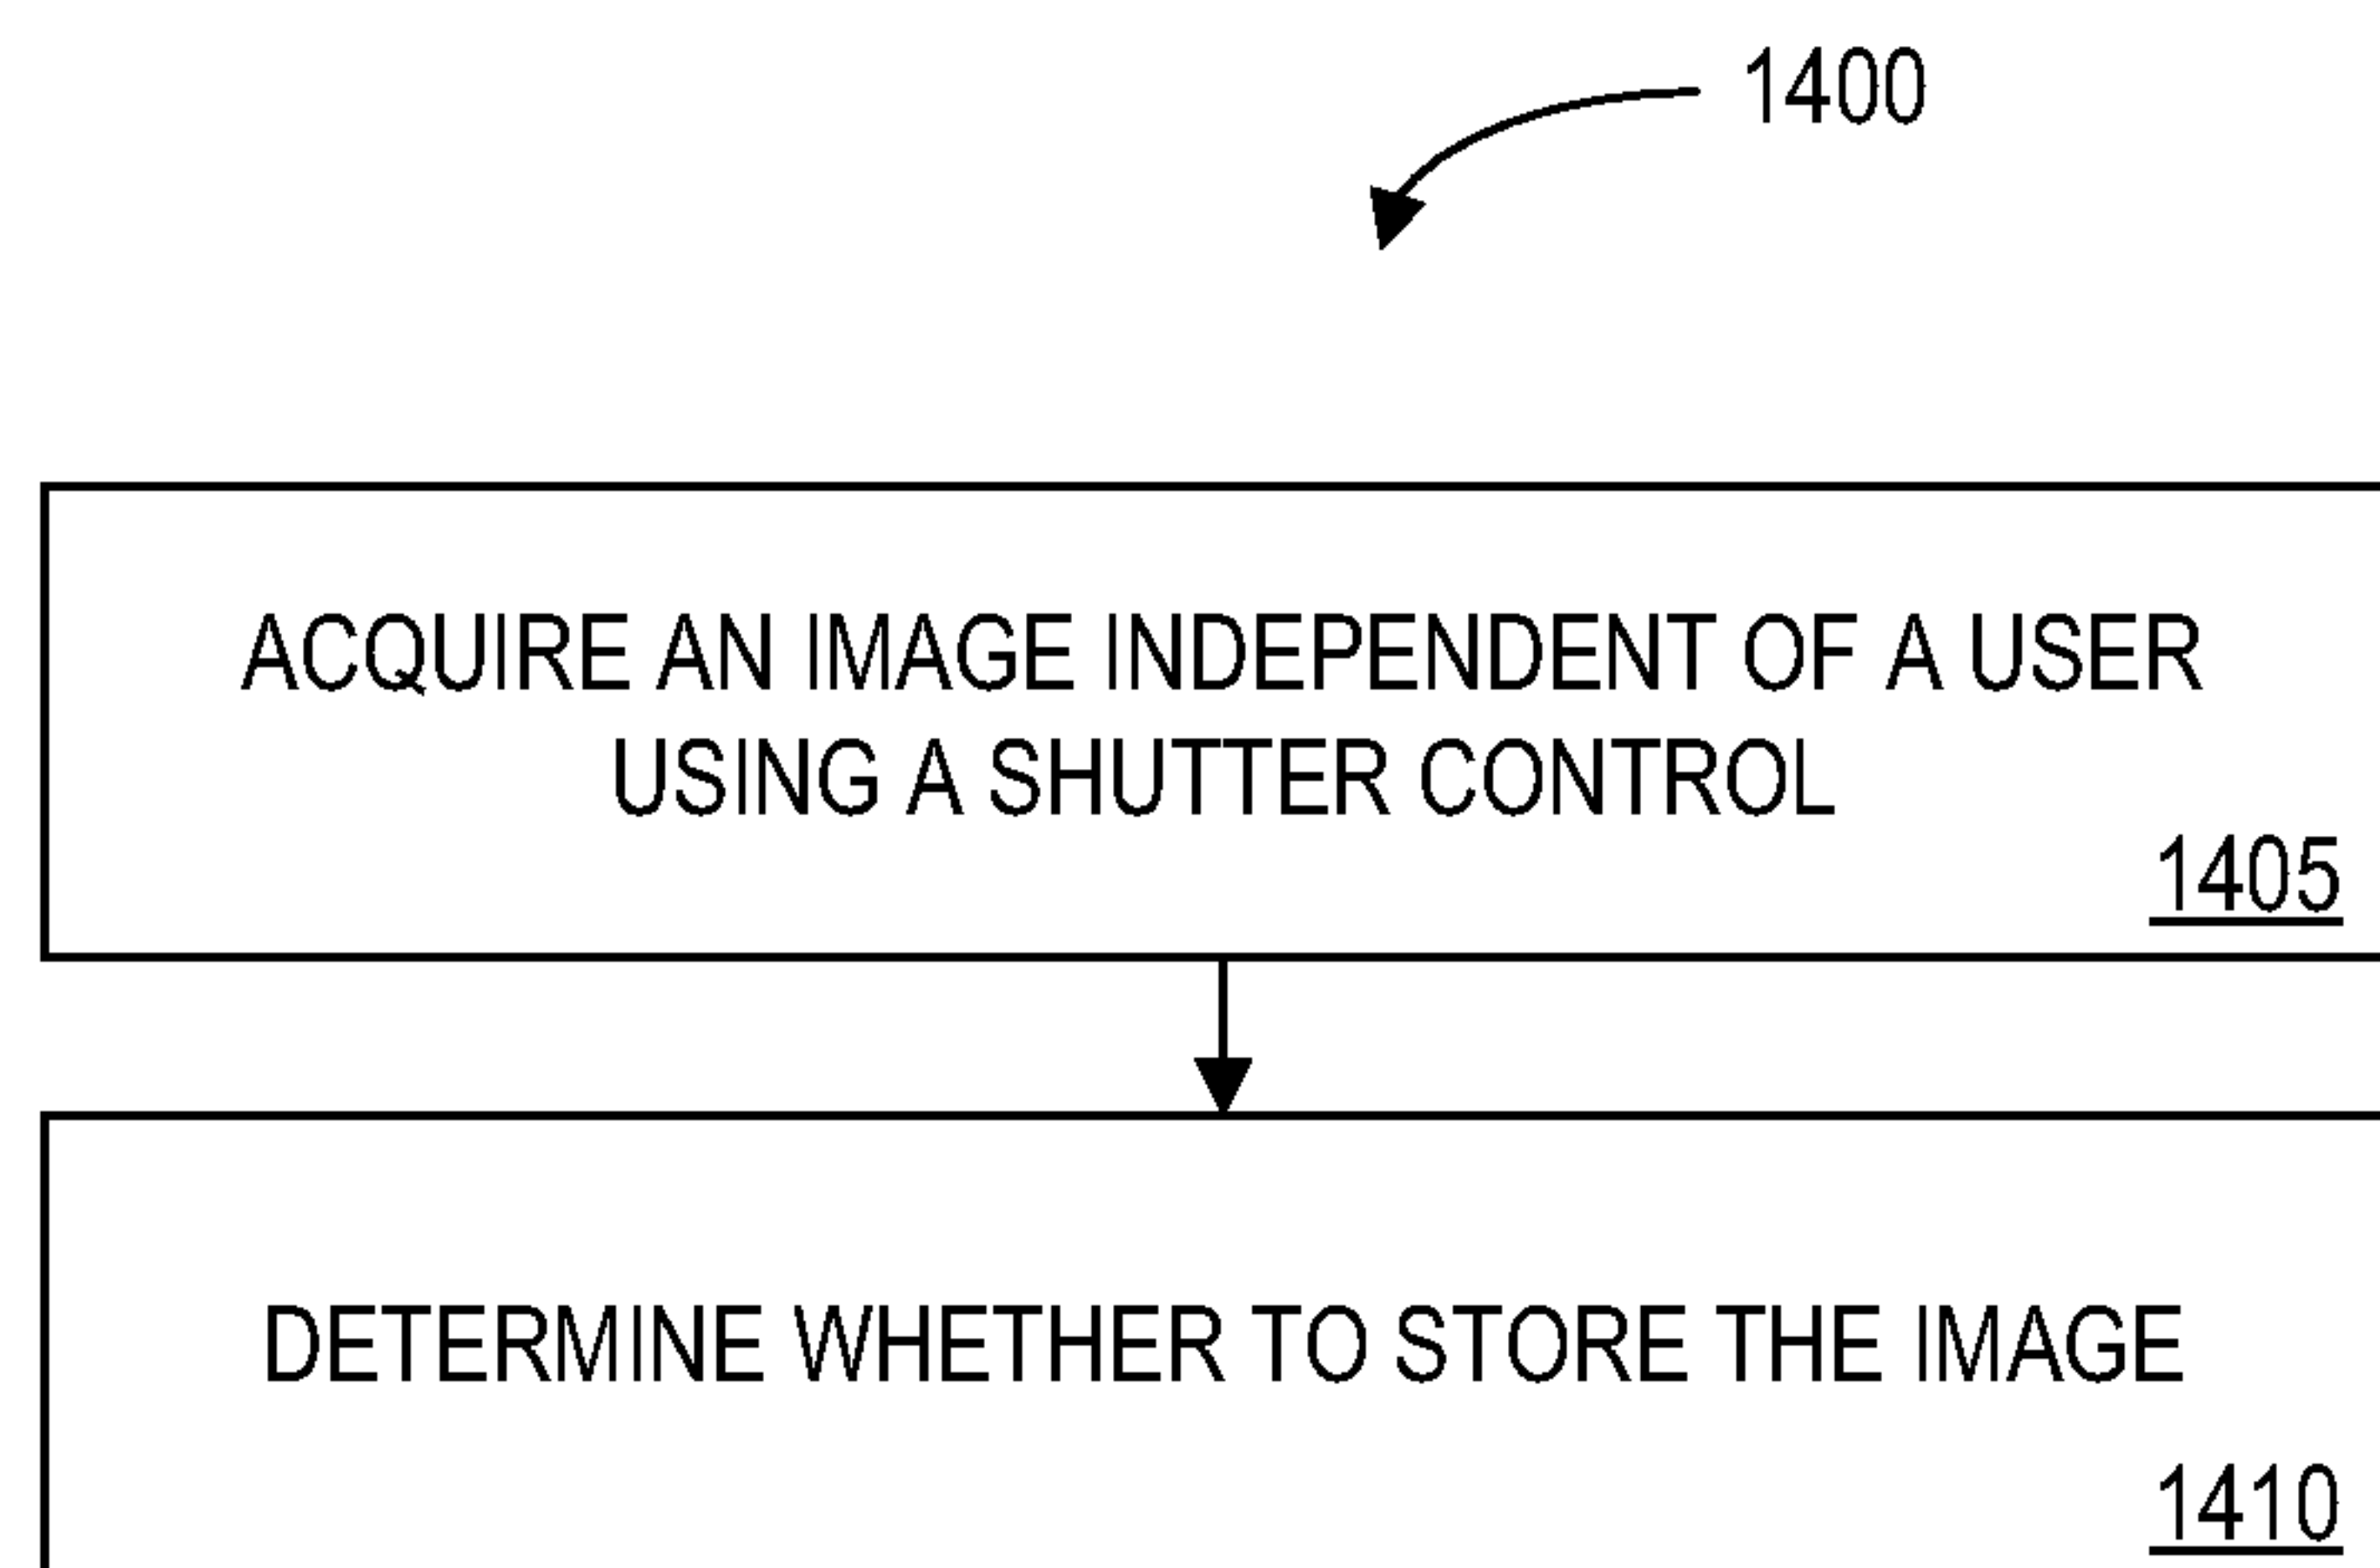 1400
ACQUIRE AN IMAGE INDEPENDENT OF A USER
USING A SHUTTER CONTROL
1405
DETERMINE WHETHER TO STORE THE IMAGE
1410